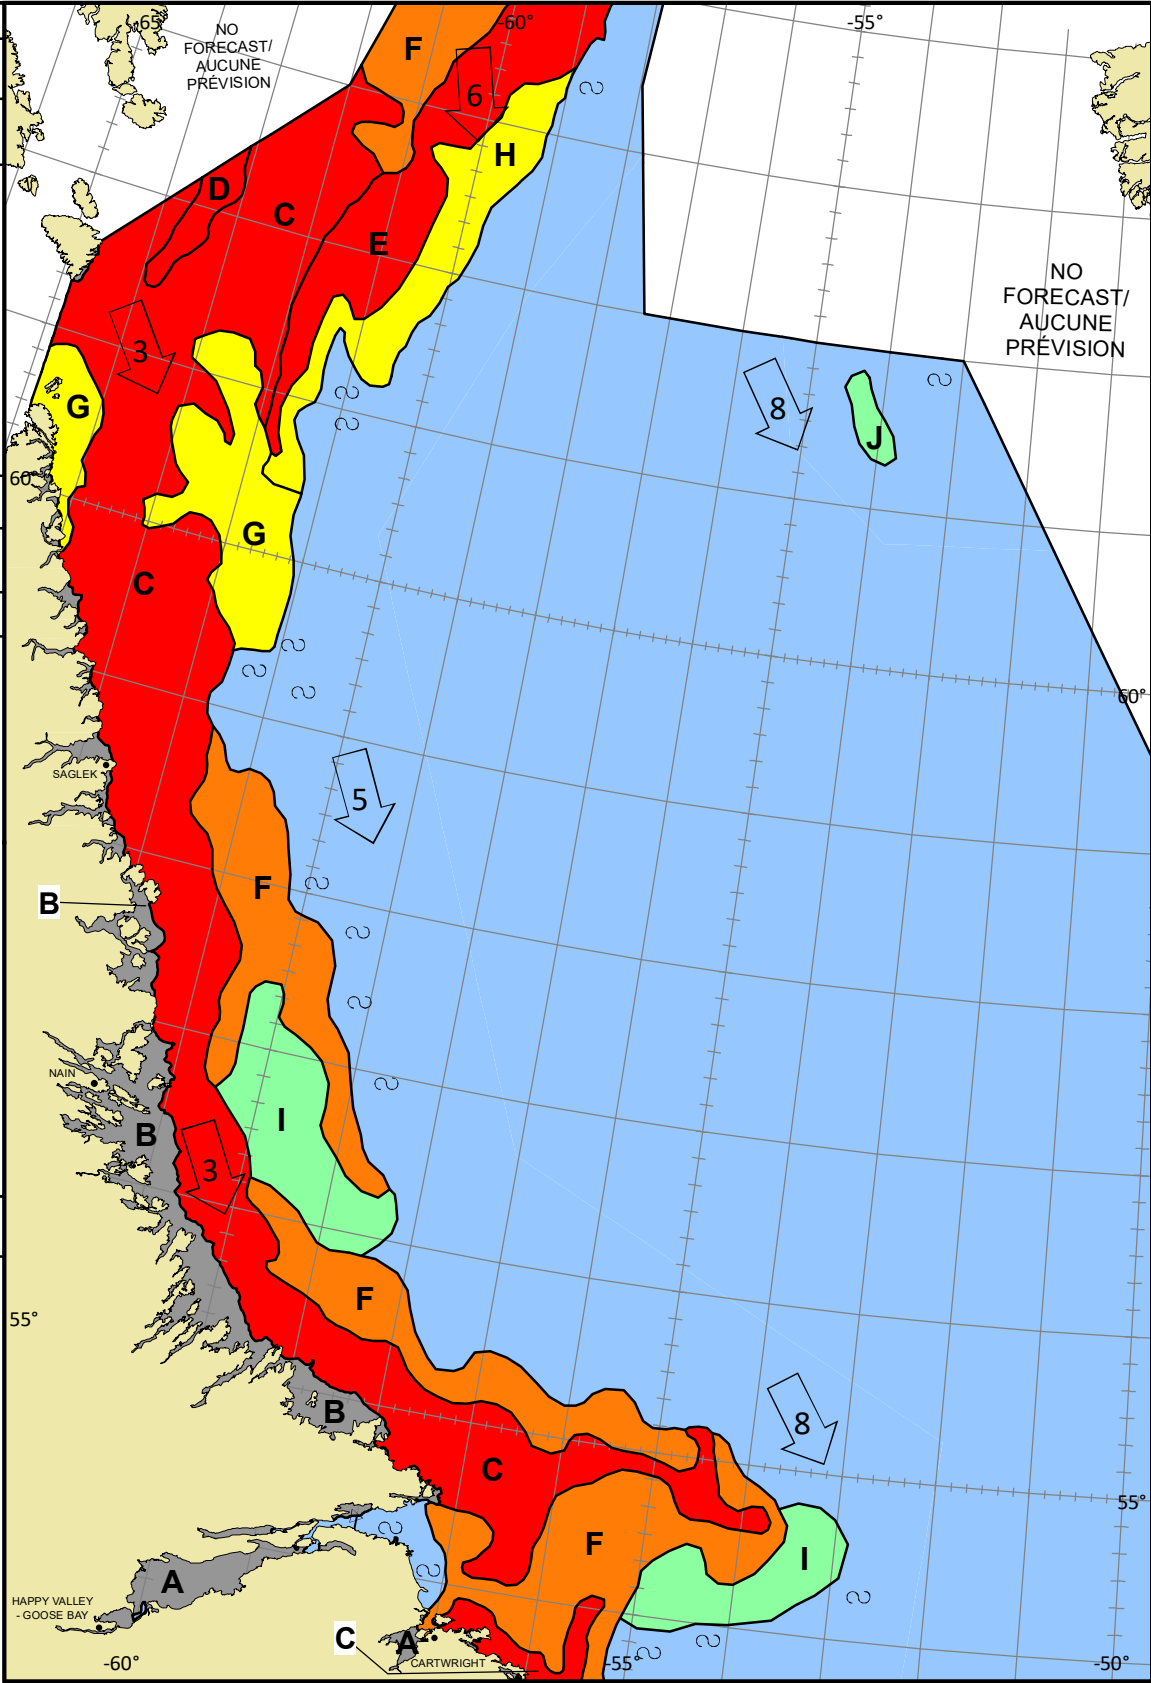 -65°
-60°
-55°
NO
FORECAST/
AUCUNE
PRÉVISION
F
6
H
D
C
E
NO
FORECAST/
AUCUNE
PRÉVISION
3
G
8
J
60°
G
C
60°
SAGLEK
5
F
B
NAIN
I
B
3
F
55°
B
8
C
55°
F
I
A
HAPPY VALLEY
- GOOSE BAY
C
A
CARTWRIGHT
-60°
-55°
-50°